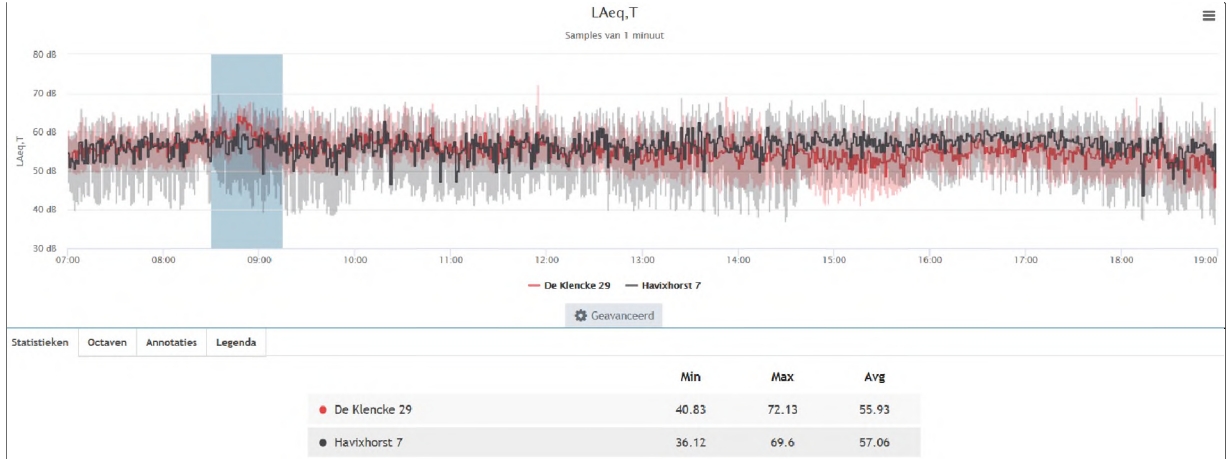 LAeq,T
Samples van 1 minuut
80 dB
70 dB
60 dB
50 dB
40 dB
30 dB
LAeq,T
07:00 08:00 09:00 10:00 11:00 12:00 13:00 14:00 15:00 16:00 17:00 18:00 19:00
De Klencke 29 Havixhorst 7
Geavanceerd
Statistieken Octaven Annotaties Legenda
Min Max Avg
De Klencke 29 40.83 72.13 55.93
Havixhorst 7 36.12 69.6 57.06